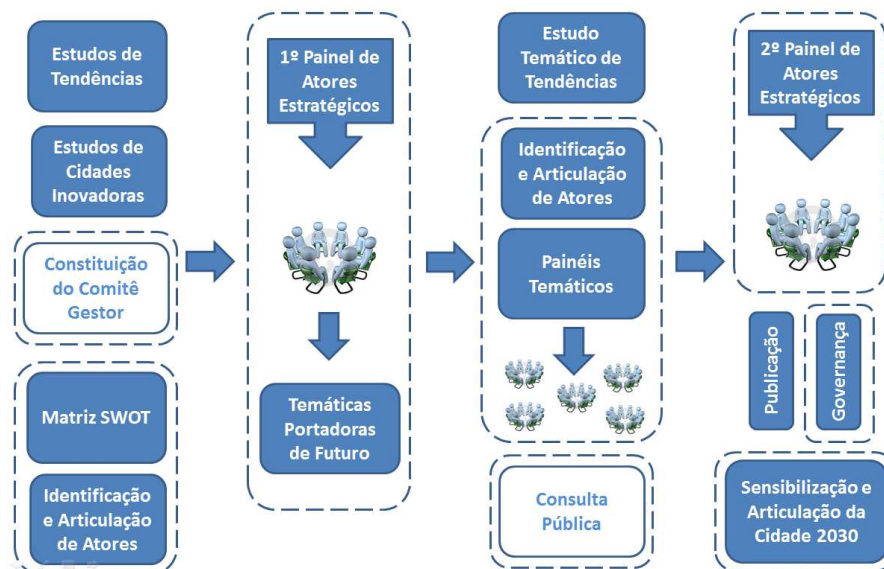 Estudos de
Tendências
Estudos de
Cidades
Inovadoras
Constituição
do Comitê
Gestor
Matriz SWOT
Identificação
e Articulação
de Atores
1º Painel de
Atores
Estratégicos
Temáticas
Portadoras
de Futuro
Estudo
Temático de
Tendências
Identificação
e Articulação
de Atores
Painéis
Temáticos
Consulta
Pública
2º Painel de
Atores
Estratégicos
Publicação
Governança
Sensibilização e
Articulação da
Cidade 2030